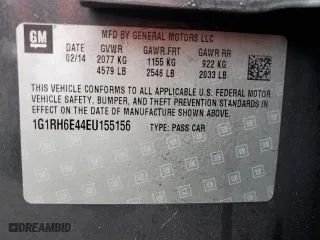 GM
MFD BY GENERAL MOTORS LLC
DATE GVWR GAWR FRT GAWR RR
02/14 2077 KG 1155 KG 922 KG
4579 LB 2546 LB 2033 LB
THIS VEHICLE CONFORMS TO ALL APPLICABLE U.S. FEDERAL MOTOR
VEHICLE SAFETY, BUMPER, AND THEFT PREVENTION STANDARDS IN
EFFECT ON THE DATE OF MANUFACTURE SHOWN ABOVE.
1G1RH6E44EU155156 TYPE: PASS CAR
GM
DREAMBID